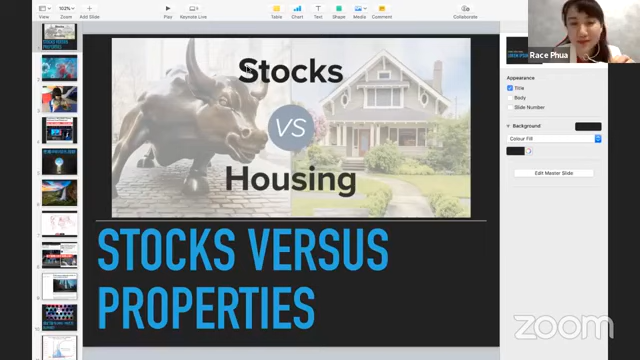 102%
View
Zoom
Add Slide
Play
Keynote Live
Table
Chart
Text
Shape
Media
Comment
Collaborate
Race Phua
Stocks
VS
Housing
STOCKS VERSUS
PROPERTIES
Appearance
Title
Body
Slide Number
Background
Colour Fill
Edit Master Slide
zoom